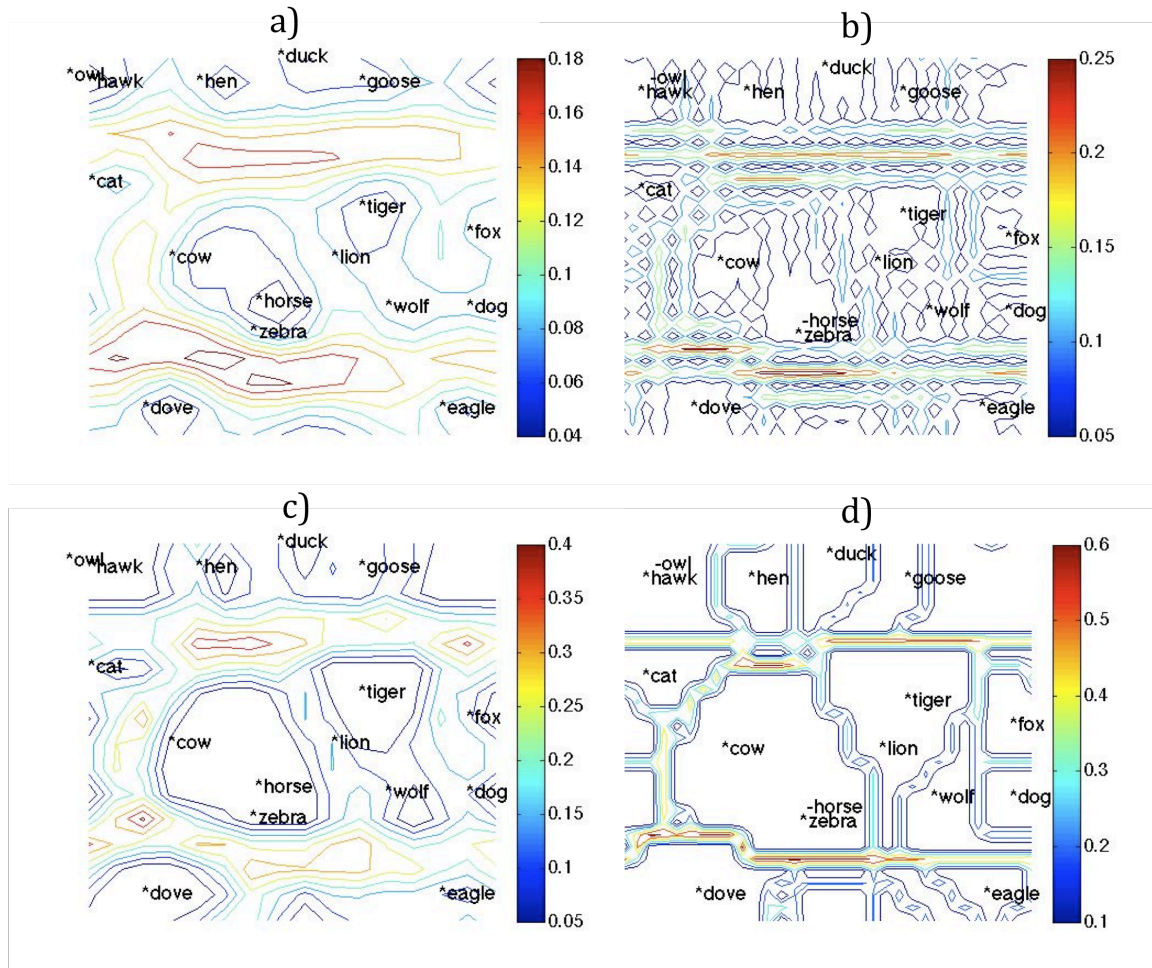 a)
*duck
*owl
*hawk
*hen
*goose
*cat
*tiger
*fox
*cow
*lion
*horse
*wolf
*dog
*zebra
*dove
*eagle
0.18
0.16
0.14
0.12
0.1
0.08
0.06
0.04
b)
*duck
-owl
*hawk
*hen
*goose
*cat
*tiger
*fox
*cow
*lion
-horse
*wolf
*dog
*zebra
*dove
*eagle
0.25
0.2
0.15
0.1
0.05
c)
*duck
*owl
*hawk
*hen
*goose
*cat
*tiger
*fox
*cow
*lion
*horse
*wolf
*dog
*zebra
*dove
*eagle
0.4
0.35
0.3
0.25
0.2
0.15
0.1
0.05
d)
*duck
-owl
*hawk
*hen
*goose
*cat
*tiger
*fox
*cow
*lion
-horse
*wolf
*dog
*zebra
*dove
*eagle
0.6
0.5
0.4
0.3
0.2
0.1